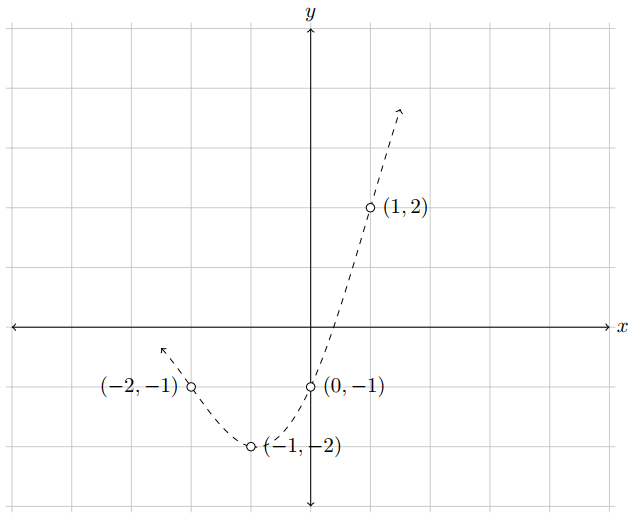 y
(1, 2)
x
(−2, −1)
(0, −1)
(−1, −2)